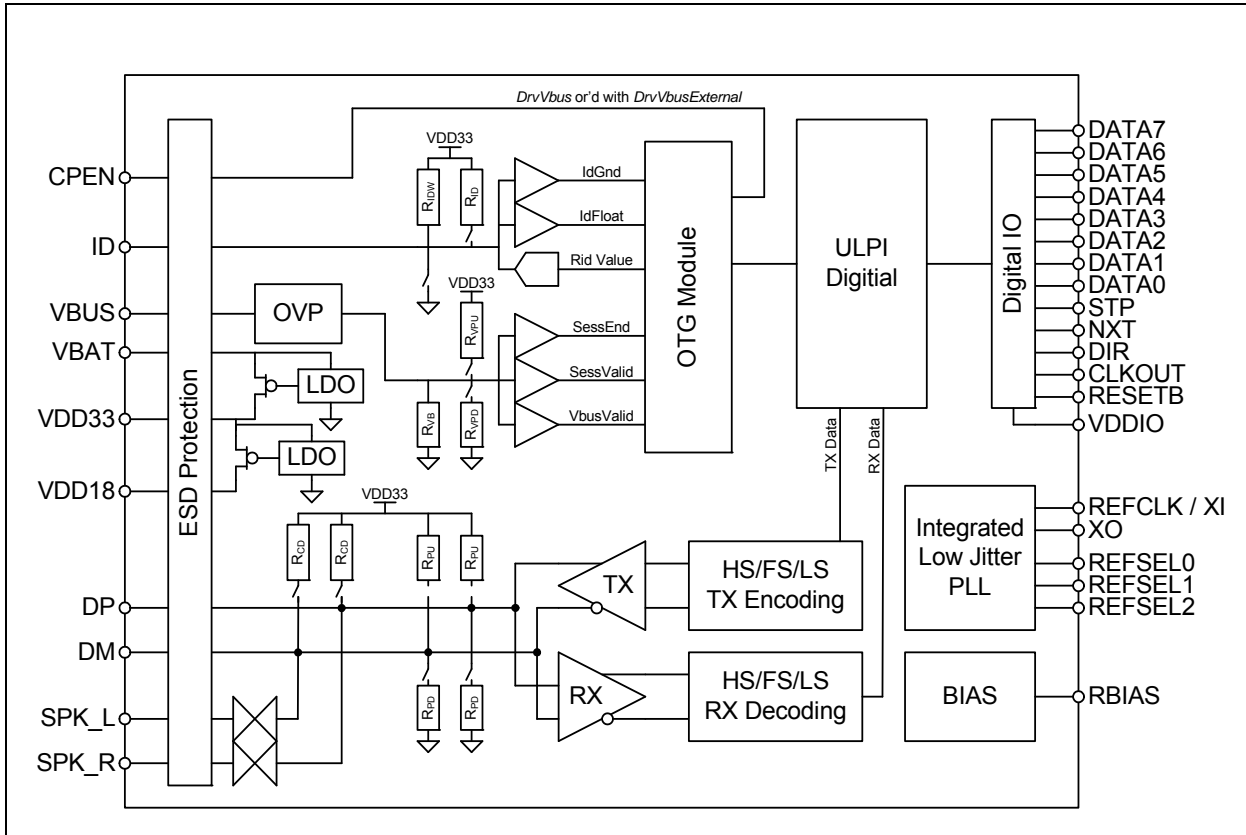 DrvVbus or'd with DrvVbusExternal
CPEN
ID
VBUS
VBAT
VDD33
VDD18
DP
DM
SPK_L
SPK_R
ESD Protection
VDD33
RIDW
RID
IdGnd
IdFloat
Rid Value
OVP
VDD33
RVPU
RVB
RVPD
SessEnd
SessValid
VbusValid
OTG Module
LDO
LDO
ULPI
Digitial
TX Data
RX Data
Digital IO
DATA7
DATA6
DATA5
DATA4
DATA3
DATA2
DATA1
DATA0
STP
NXT
DIR
CLKOUT
RESETB
VDDIO
VDD33
RCD
RCD
RPU
RPU
RPD
RPD
TX
HS/FS/LS
TX Encoding
RX
HS/FS/LS
RX Decoding
Integrated
Low Jitter
PLL
REFCLK / XI
XO
REFSEL0
REFSEL1
REFSEL2
BIAS
RBIAS